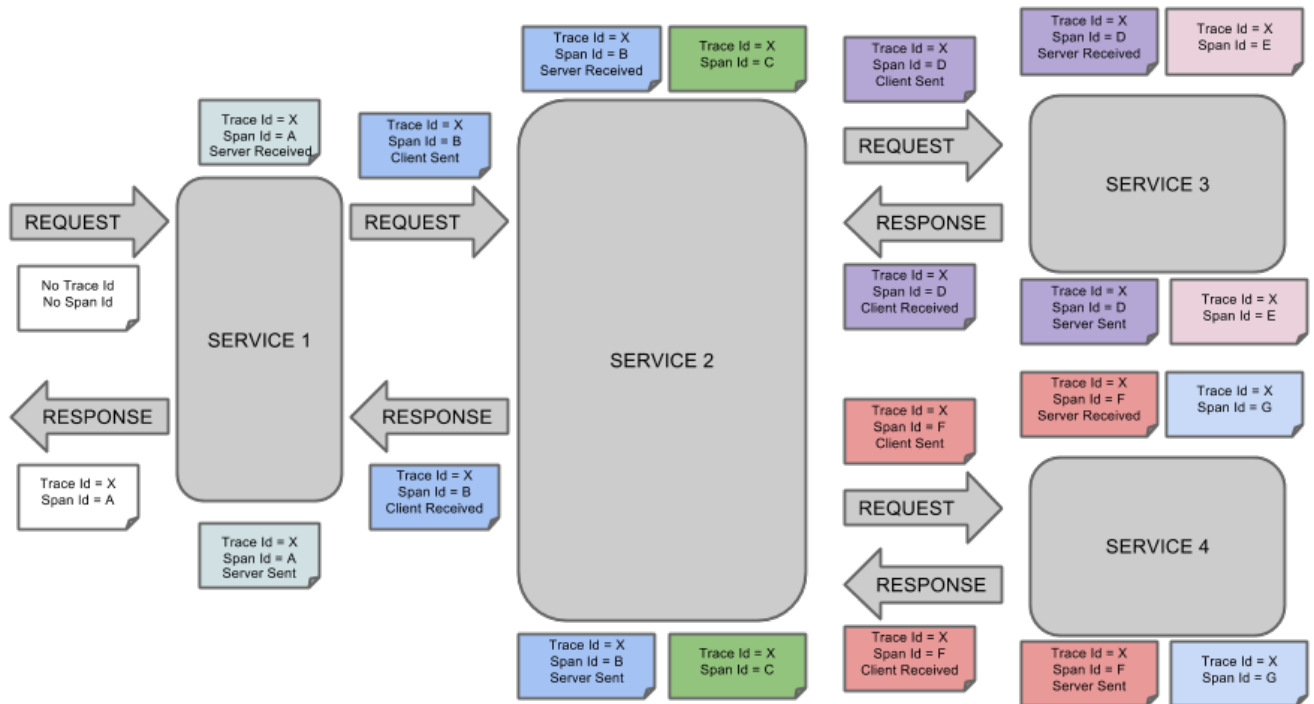 Trace Id = X
Span Id = B
Server Received
Trace Id = X
Span Id = C
Trace Id = X
Span Id = D
Client Sent
Trace Id = X
Span Id = D
Server Received
Trace Id = X
Span Id = E
Trace Id = X
Span Id = A
Server Received
Trace Id = X
Span Id = B
Client Sent
REQUEST
SERVICE 3
REQUEST
REQUEST
RESPONSE
No Trace Id
No Span Id
Trace Id = X
Span Id = D
Client Received
Trace Id = X
Span Id = D
Server Sent
Trace Id = X
Span Id = E
SERVICE 1
SERVICE 2
RESPONSE
RESPONSE
Trace Id = X
Span Id = F
Client Sent
Trace Id = X
Span Id = F
Server Received
Trace Id = X
Span Id = G
Trace Id = X
Span Id = A
Trace Id = X
Span Id = B
Client Received
REQUEST
SERVICE 4
Trace Id = X
Span Id = A
Server Sent
RESPONSE
Trace Id = X
Span Id = B
Server Sent
Trace Id = X
Span Id = C
Trace Id = X
Span Id = F
Client Received
Trace Id = X
Span Id = F
Server Sent
Trace Id = X
Span Id = G